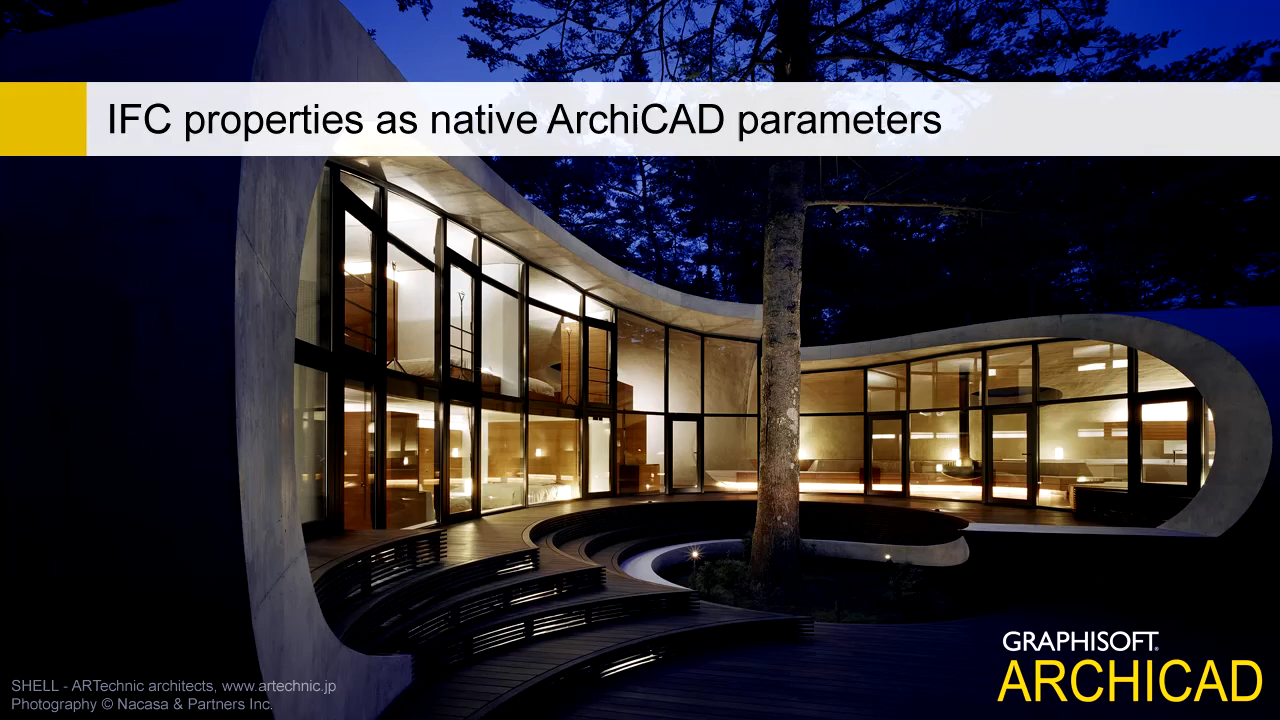 IFC properties as native ArchiCAD parameters
GRAPHISOFT®
ARCHICAD
SHELL - ARTechnic architects, www.artechnic.jp
Photography © Nacasa & Partners Inc.